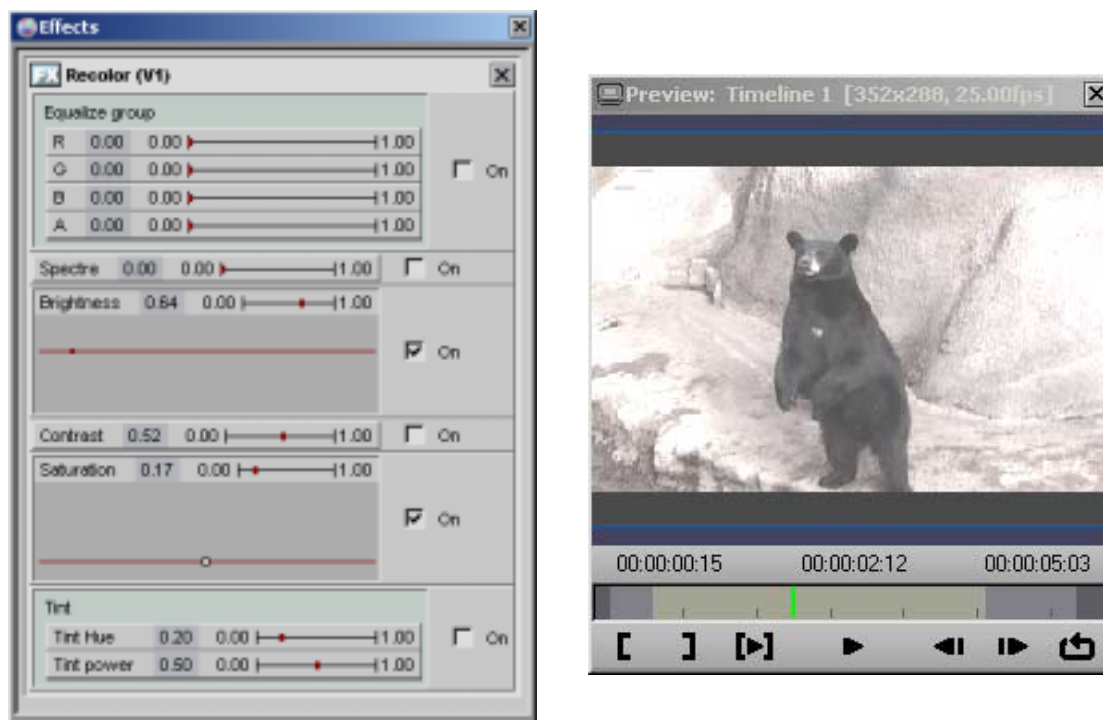 Effects
FX Recolor (V1)
Equalize group
R 0.00 0.00 1.00
G 0.00 0.00 1.00
B 0.00 0.00 1.00
A 0.00 0.00 1.00
On
Spectre 0.00 0.00 1.00 On
Brightness 0.64 0.00 1.00
On
Contrast 0.52 0.00 1.00 On
Saturation 0.17 0.00 1.00
On
Tint
Tint Hue 0.20 0.00 1.00
Tint power 0.50 0.00 1.00
On
Preview: Timeline 1 [352x288, 25.00fps]
00:00:00:15 00:00:02:12 00:00:05:03